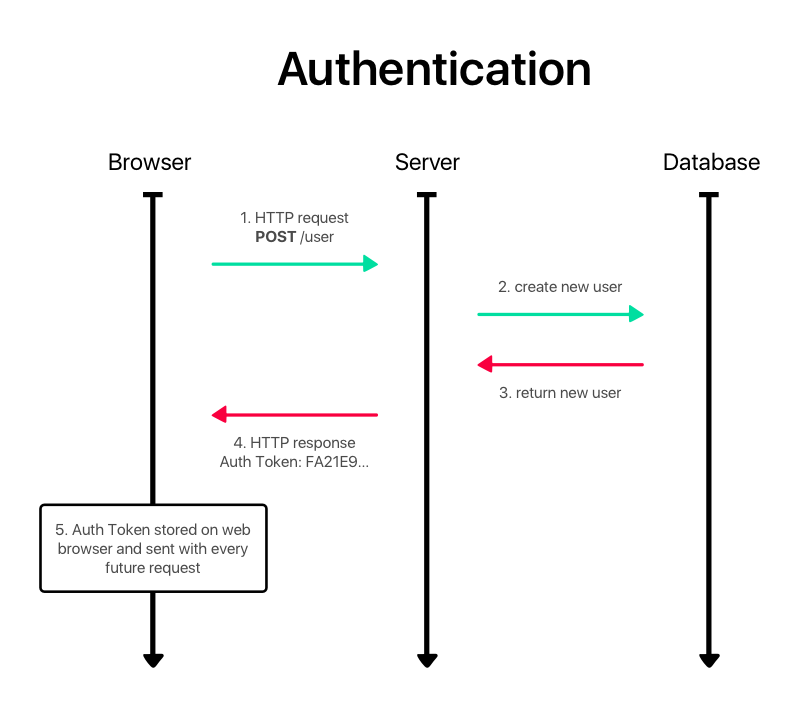 Authentication
Browser
Server
Database
1. HTTP request
POST /user
2. create new user
3. return new user
4. HTTP response
Auth Token: FA21E9...
5. Auth Token stored on web
browser and sent with every
future request